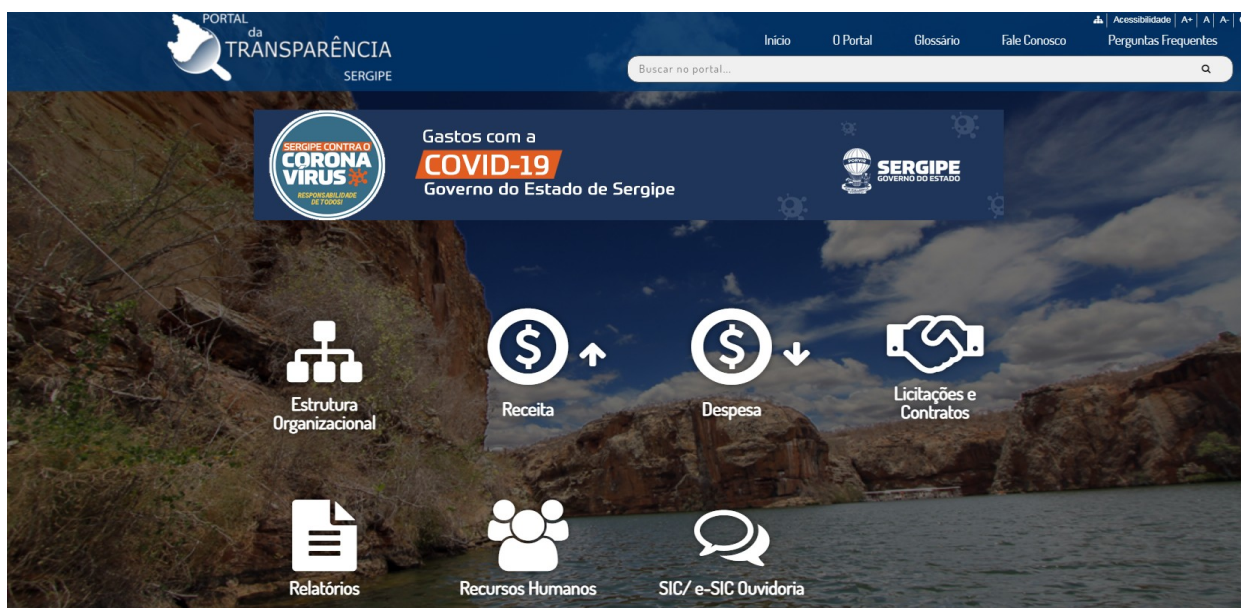 PORTAL
da
TRANSPARÊNCIA
SERGIPE
Acessibilidade A+ A A-
Início O Portal Glossário Fale Conosco Perguntas Frequentes
Buscar no portal...
SERGIPE CONTRA O
CORONA
VÍRUS
RESPONSABILIDADE
DE TODOS!
Gastos com a
COVID-19
Governo do Estado de Sergipe
SERGIPE
GOVERNO DO ESTADO
Estrutura
Organizacional
Receita
Despesa
Licitações e
Contratos
Relatórios
Recursos Humanos
SIC/ e-SIC Ouvidoria